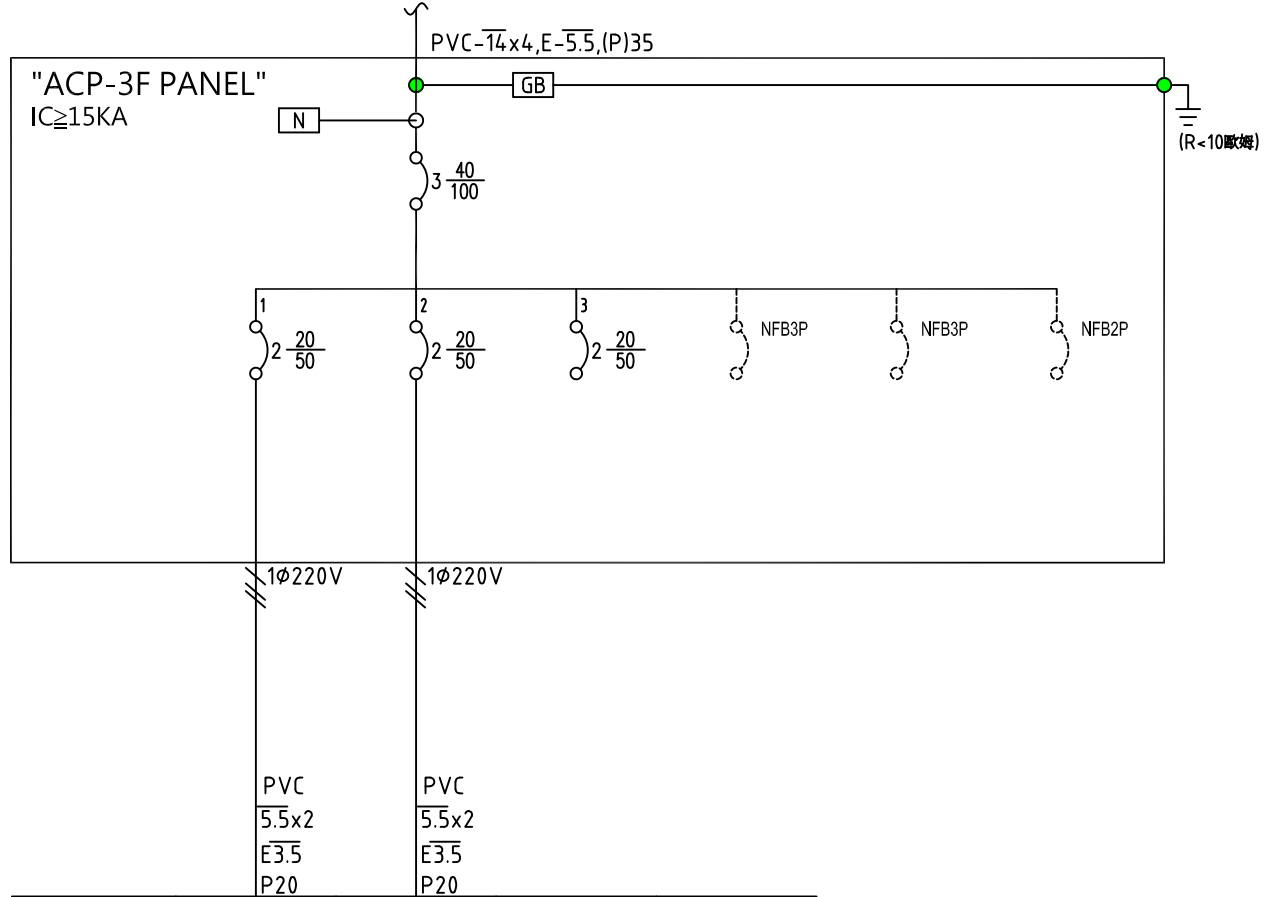 PVC-14x4,E-5.5,(P)35
"ACP-3F PANEL"
IC≧15KA
GB
N
(R<10歐姆)
3 40/100
1
2
3
2 20/50
2 20/50
2 20/50
NFB3P
NFB3P
NFB2P
1φ220V
1φ220V
PVC
5.5x2
E3.5
P20
PVC
5.5x2
E3.5
P20